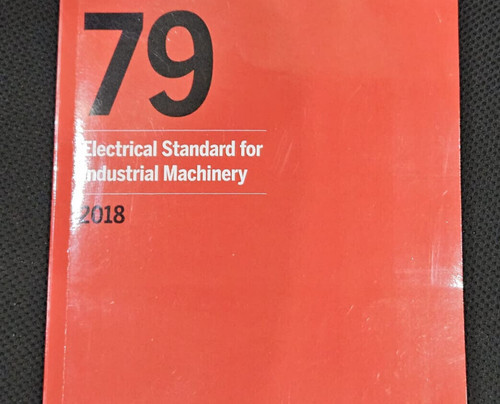 79
Electrical Standard for
Industrial Machinery
2018